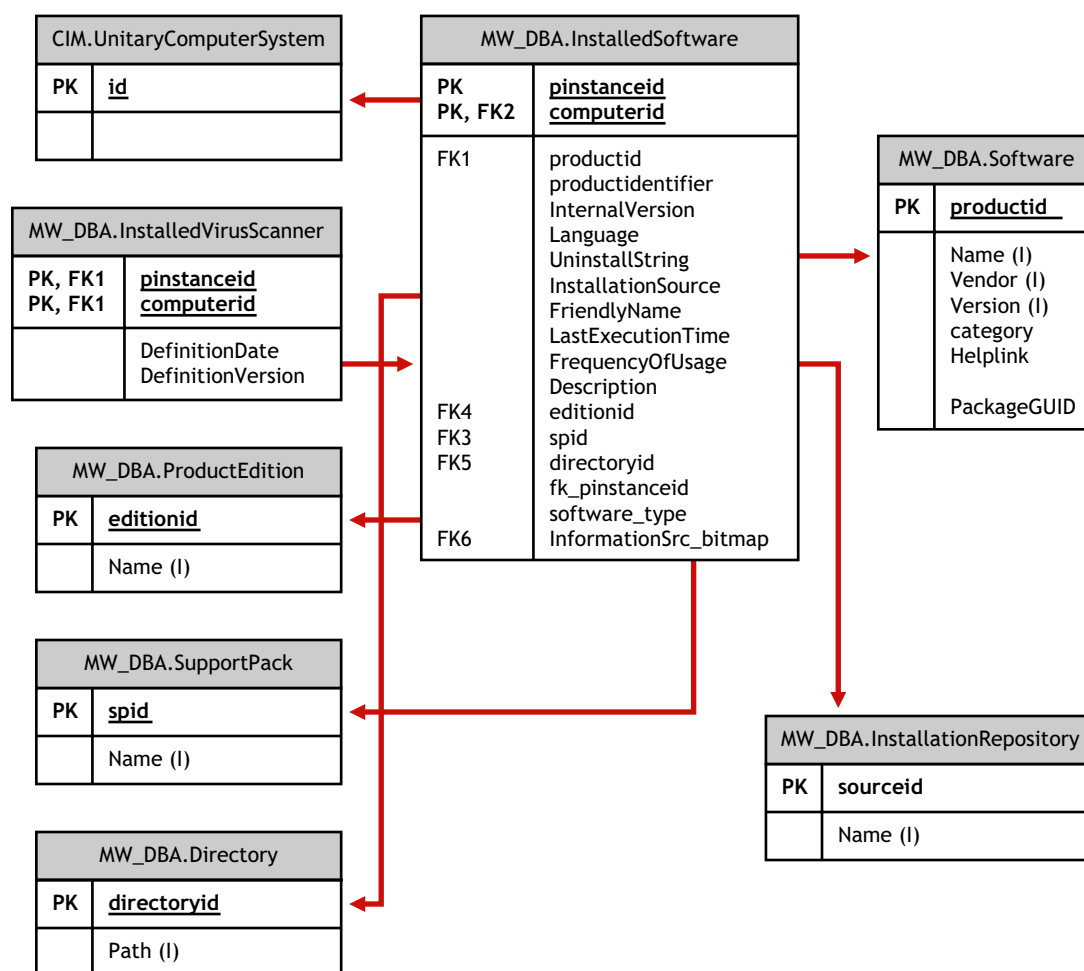 CIM.UnitaryComputerSystem
PK id
MW_DBA.InstalledSoftware
PK pinstanceid
PK, FK2 computerid
FK1 productid
productidentifier
InternalVersion
Language
UninstallString
InstallationSource
FriendlyName
LastExecutionTime
FrequencyOfUsage
Description
FK4 editionid
FK3 spid
FK5 directoryid
fk_pinstanceid
software_type
FK6 InformationSrc_bitmap
MW_DBA.Software
PK productid
Name (I)
Vendor (I)
Version (I)
category
Helplink
PackageGUID
MW_DBA.InstalledVirusScanner
PK, FK1 pinstanceid
PK, FK1 computerid
DefinitionDate
DefinitionVersion
MW_DBA.ProductEdition
PK editionid
Name (I)
MW_DBA.SupportPack
PK spid
Name (I)
MW_DBA.InstallationRepository
PK sourceid
Name (I)
MW_DBA.Directory
PK directoryid
Path (I)